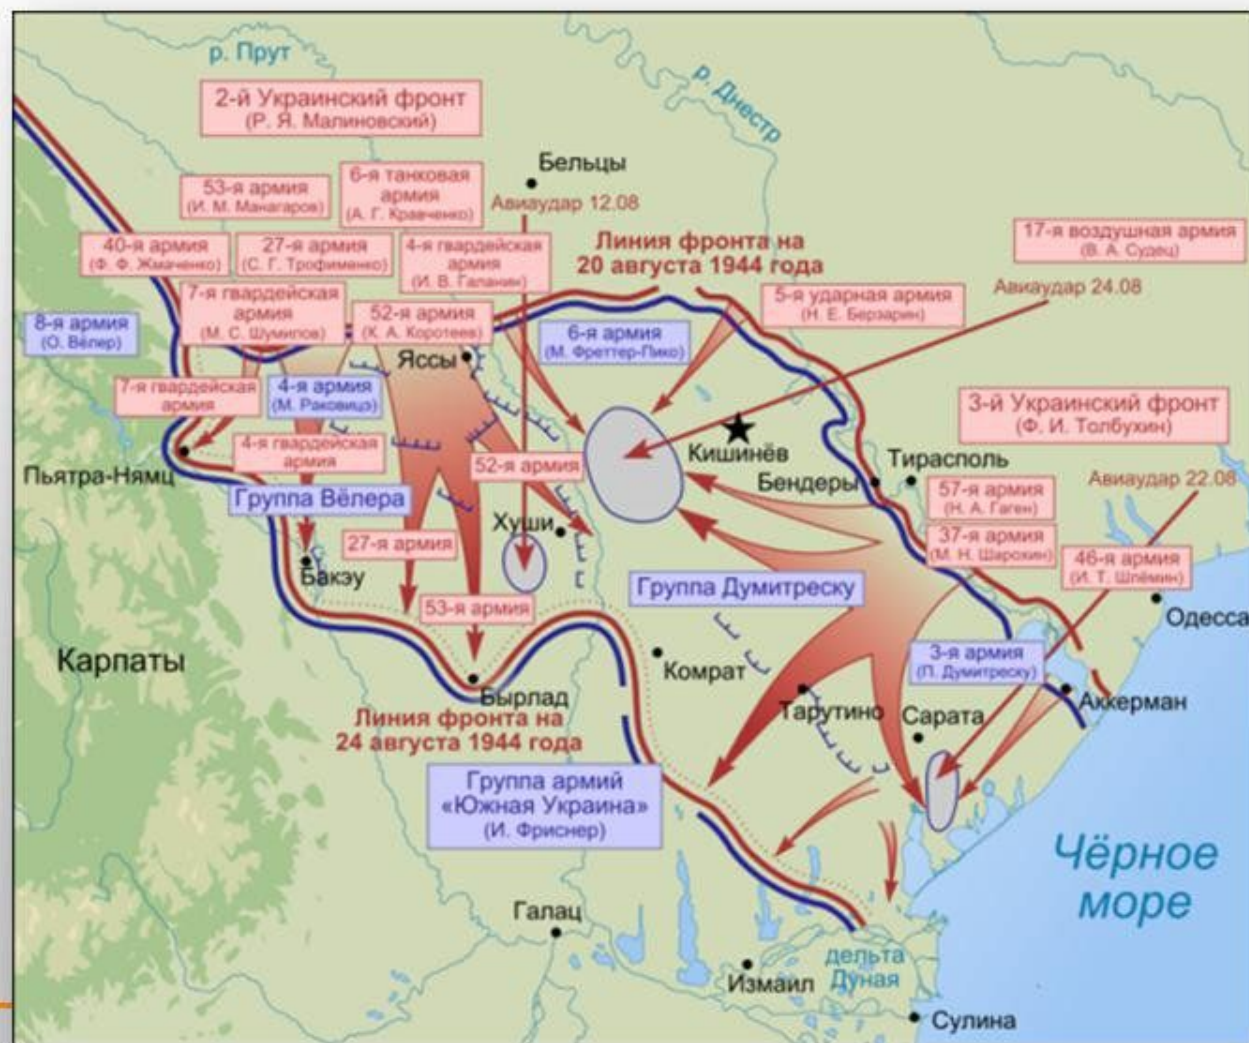 р. Прут
2-й Украинский фронт
(Р. Я. Малиновский)
р. Днестр
Бельцы
53-я армия
(И. М. Манагаров)
6-я танковая
армия
(А. Г. Кравченко)
Авиаудар 12.08
40-я армия
(Ф. Ф. Жмаченко)
27-я армия
(С. Г. Трофименко)
4-я гвардейская
армия
(И. В. Галанин)
Линия фронта на
20 августа 1944 года
17-я воздушная армия
(В. А. Судец)
Авиаудар 24.08
7-я гвардейская
армия
(М. С. Шумилов)
52-я армия
(К. А. Коротеев)
5-я ударная армия
(Н. Е. Берзарин)
8-я армия
(О. Вёлер)
6-я армия
(М. Фреттер-Пико)
Яссы
7-я гвардейская
армия
4-я армия
(М. Раковицэ)
3-й Украинский фронт
(Ф. И. Толбухин)
Кишинёв
4-я гвардейская
армия
52-я армия
Пьятра-Нямц
Тирасполь
Бендеры
Авиаудар 22.08
Группа Вёлера
57-я армия
(Н. А. Гаген)
Хуши
27-я армия
37-я армия
(М. Н. Шарохин)
46-я армия
(И. Т. Шлёмин)
Бакэу
Группа Думитреску
53-я армия
Одесса
Карпаты
Комрат
3-я армия
(П. Думитреску)
Бырлад
Тарутино
Сарата
Аккерман
Линия фронта на
24 августа 1944 года
Группа армий
«Южная Украина»
(И. Фриснер)
Чёрное
море
Галац
Измаил
дельта
Дуная
Сулина